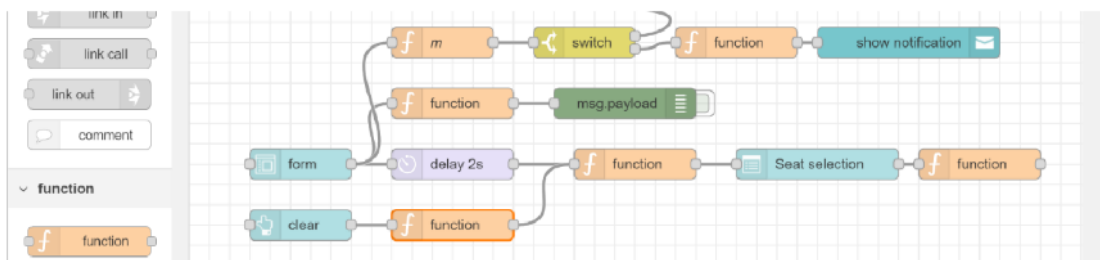 link in
link call
link out
comment
function
function
m
switch
function
show notification
function
msg.payload
form
delay 2s
function
Seat selection
function
clear
function